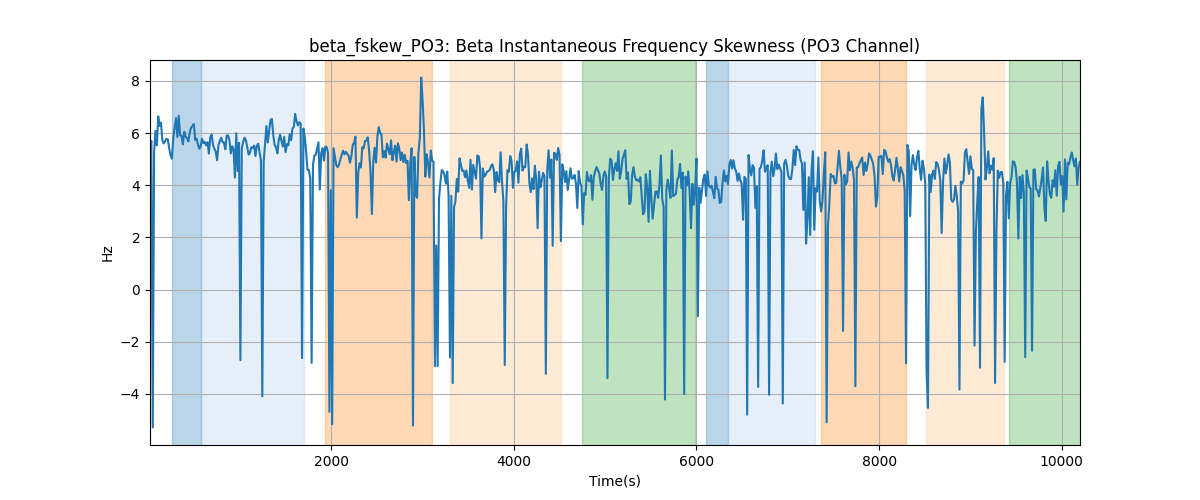 beta_fskew_PO3: Beta Instantaneous Frequency Skewness (PO3 Channel)
8
6
4
2
0
−2
−4
Hz
2000 4000 6000 8000 10000
Time(s)